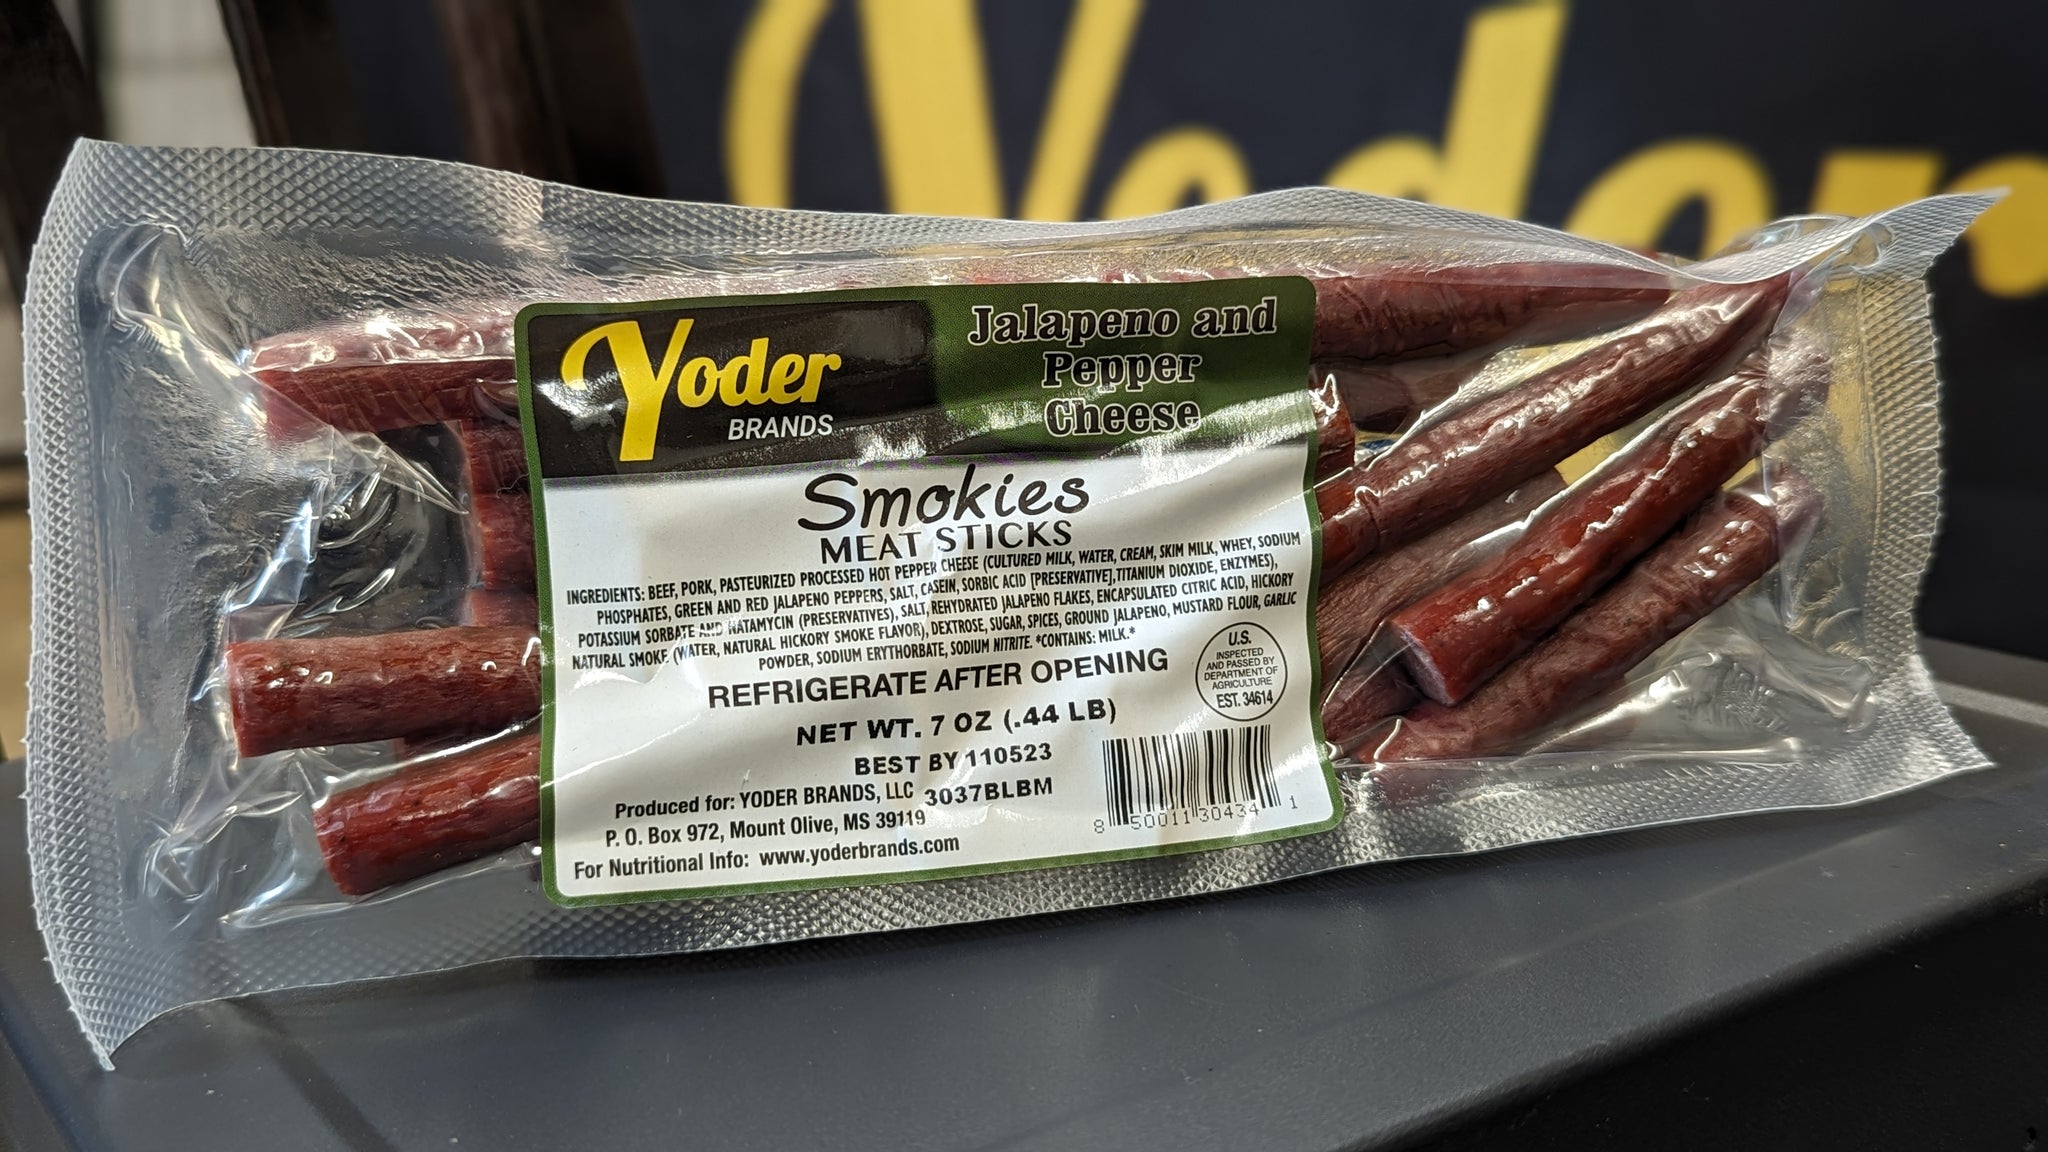 Yoder
Yoder
BRANDS
Jalapeno and
Pepper
Cheese
Smokies
MEAT STICKS
INGREDIENTS: BEEF, PORK, PASTEURIZED PROCESSED HOT PEPPER CHEESE (CULTURED MILK, WATER, CREAM, SKIM MILK, WHEY, SODIUM
PHOSPHATES, GREEN AND RED JALAPENO PEPPERS, SALT, CASEIN, SORBIC ACID [PRESERVATIVE], TITANIUM DIOXIDE, ENZYMES),
POTASSIUM SORBATE AND NATAMYCIN (PRESERVATIVES), SALT, REHYDRATED JALAPENO FLAKES, ENCAPSULATED CITRIC ACID, HICKORY
NATURAL SMOKE (WATER, NATURAL HICKORY SMOKE FLAVOR), DEXTROSE, SUGAR, SPICES, GROUND JALAPENO, MUSTARD FLOUR, GARLIC
POWDER, SODIUM ERYTHORBATE, SODIUM NITRITE. *CONTAINS: MILK.*
REFRIGERATE AFTER OPENING
U.S.
INSPECTED
AND PASSED BY
DEPARTMENT OF
AGRICULTURE
EST. 34614
NET WT. 7 OZ (.44 LB)
BEST BY 110523
3037BLBM
Produced for: YODER BRANDS, LLC
P. O. Box 972, Mount Olive, MS 39119
For Nutritional Info: www.yoderbrands.com
8 50011 30434 1